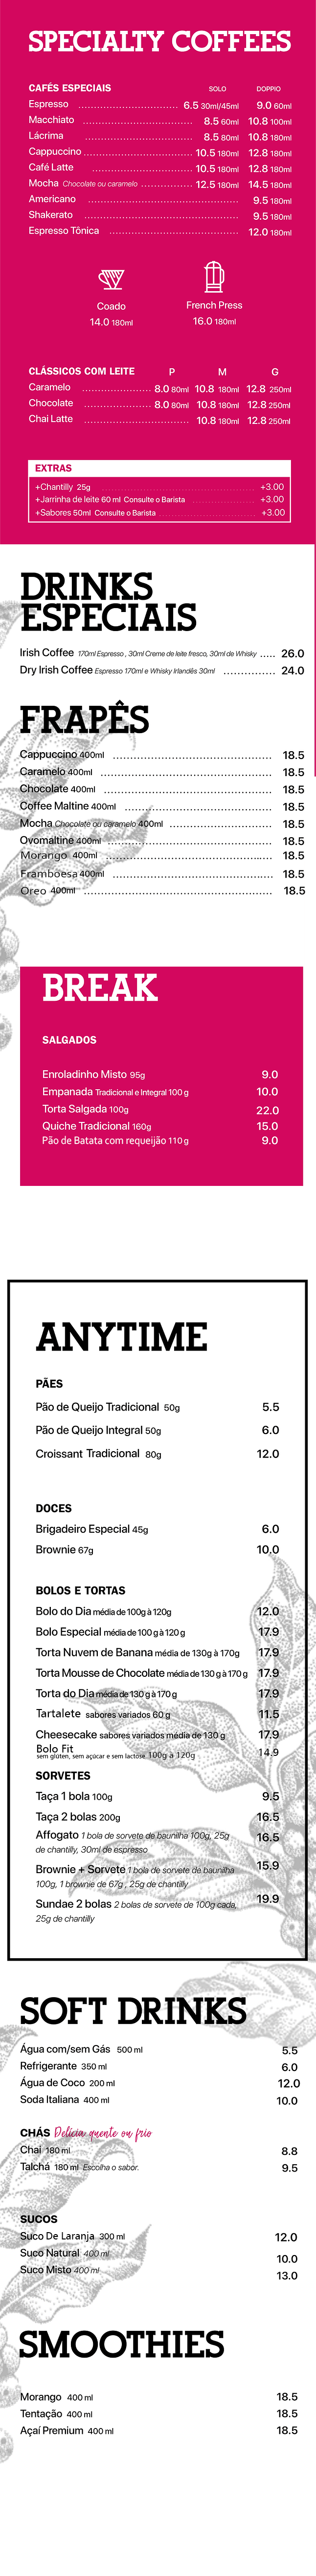 SPECIALTY COFFEES
CAFÉS ESPECIAIS SOLO DOPPIO
Espresso 6.5 30ml/45ml 9.0 60ml
Macchiato 8.5 60ml 10.8 100ml
Lácrima 8.5 80ml 10.8 180ml
Cappuccino 10.5 180ml 12.8 180ml
Café Latte 10.5 180ml 12.8 180ml
Mocha Chocolate ou caramelo 12.5 180ml 14.5 180ml
Americano 9.5 180ml
Shakerato 9.5 180ml
Espresso Tônica 12.0 180ml
Coado French Press
14.0 180ml 16.0 180ml
CLÁSSICOS COM LEITE P M G
Caramelo 8.0 80ml 10.8 180ml 12.8 250ml
Chocolate 8.0 80ml 10.8 180ml 12.8 250ml
Chai Latte 10.8 180ml 12.8 250ml
EXTRAS
+Chantilly 25g +3.00
+Jarrinha de leite 60 ml Consulte o Barista +3.00
+Sabores 50ml Consulte o Barista +3.00
DRINKS
ESPECIAIS
Irish Coffee 170ml Espresso , 30ml Creme de leite fresco, 30ml de Whisky 26.0
Dry Irish Coffee Espresso 170ml e Whisky Irlandês 30ml 24.0
FRAPÊS
Cappuccino 400ml 18.5
Caramelo 400ml 18.5
Chocolate 400ml 18.5
Coffee Maltine 400ml 18.5
Mocha Chocolate ou caramelo 400ml 18.5
Ovomaltine 400ml 18.5
Morango 400ml 18.5
Framboesa 400ml 18.5
Oreo 400ml 18.5
BREAK
SALGADOS
Enroladinho Misto 95g 9.0
Empanada Tradicional e Integral 100 g 10.0
Torta Salgada 100g 22.0
Quiche Tradicional 160g 15.0
Pão de Batata com requeijão 110 g 9.0
ANYTIME
PÃES
Pão de Queijo Tradicional 50g 5.5
Pão de Queijo Integral 50g 6.0
Croissant Tradicional 80g 12.0
DOCES
Brigadeiro Especial 45g 6.0
Brownie 67g 10.0
BOLOS E TORTAS
Bolo do Dia média de 100g à 120g 12.0
Bolo Especial média de 100 g à 120 g 17.9
Torta Nuvem de Banana média de 130g à 170g 17.9
Torta Mousse de Chocolate média de 130 g à 170 g 17.9
Torta do Dia média de 130 g à 170 g 17.9
Tartalete sabores variados 60 g 11.5
Cheesecake sabores variados média de 130 g 17.9
Bolo Fit
sem glúten, sem açúcar e sem lactose 100g a 120g 14.9
SORVETES
Taça 1 bola 100g 9.5
Taça 2 bolas 200g 16.5
Affogato 1 bola de sorvete de baunilha 100g, 25g 16.5
de chantilly, 30ml de espresso
Brownie + Sorvete 1 bola de sorvete de baunilha 15.9
100g, 1 brownie de 67g , 25g de chantilly
Sundae 2 bolas 2 bolas de sorvete de 100g cada, 19.9
25g de chantilly
SOFT DRINKS
Água com/sem Gás 500 ml 5.5
Refrigerante 350 ml 6.0
Água de Coco 200 ml 12.0
Soda Italiana 400 ml 10.0
CHÁS Delícia quente ou frio
Chai 180 ml 8.8
Talchá 180 ml Escolha o sabor. 9.5
SUCOS
Suco De Laranja 300 ml 12.0
Suco Natural 400 ml 10.0
Suco Misto 400 ml 13.0
SMOOTHIES
Morango 400 ml 18.5
Tentação 400 ml 18.5
Açaí Premium 400 ml 18.5